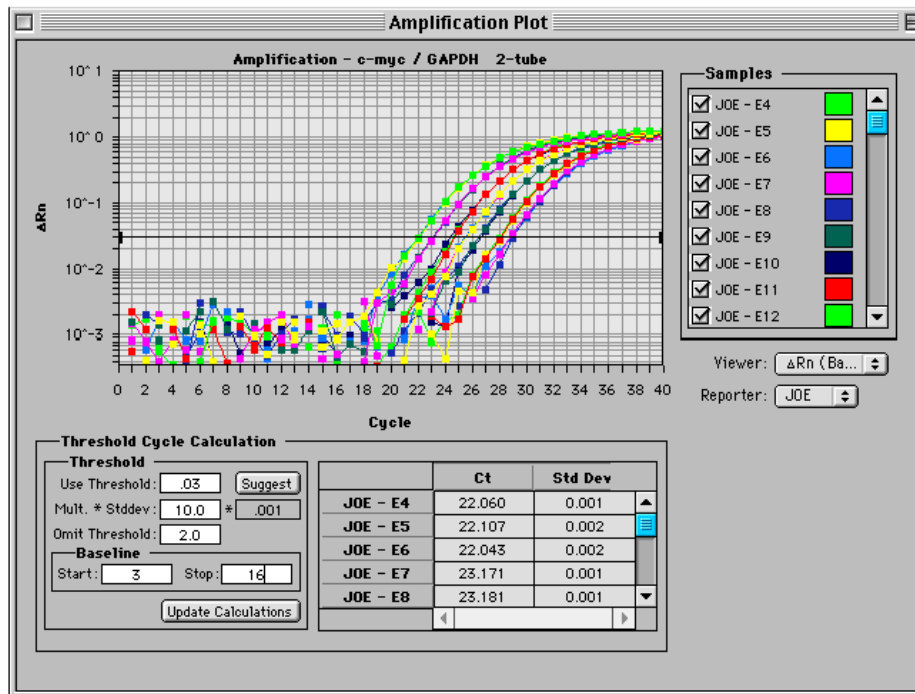 Amplification Plot
Amplification - c-myc / GAPDH 2-tube
10^ 1
10^ 0
10^-1
10^-2
10^-3
ΔRn
0 2 4 6 8 10 12 14 16 18 20 22 24 26 28 30 32 34 36 38 40
Cycle
Samples
JOE - E4
JOE - E5
JOE - E6
JOE - E7
JOE - E8
JOE - E9
JOE - E10
JOE - E11
JOE - E12
Viewer: ΔRn (Ba...
Reporter: JOE
Threshold Cycle Calculation
Threshold
Use Threshold: .03 Suggest
Mult. * Stddev: 10.0 * .001
Omit Threshold: 2.0
Baseline
Start: 3 Stop: 16
Update Calculations
Ct Std Dev
JOE - E4 22.060 0.001
JOE - E5 22.107 0.002
JOE - E6 22.043 0.002
JOE - E7 23.171 0.001
JOE - E8 23.181 0.001